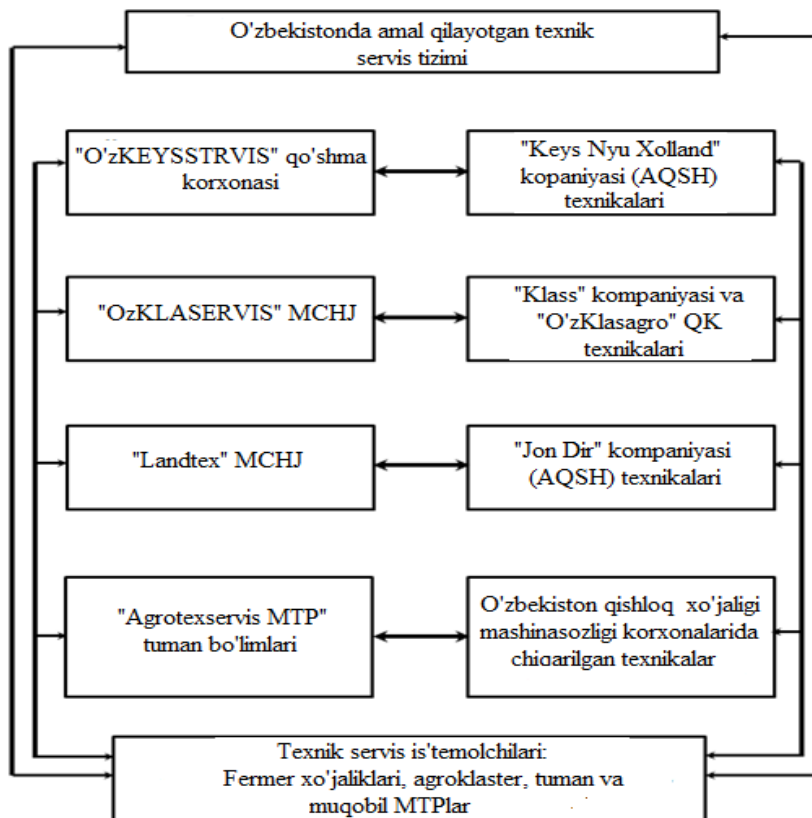 O'zbekistonda amal qilayotgan texnik
servis tizimi
"O'zKEYSSTRVIS" qo'shma
korxonasi
"Keys Nyu Xolland"
kopaniyasi (AQSH)
texnikalari
"OzKLASERVIS" MCHJ
"Klass" kompaniyasi va
"O'zKlasagro" QK
texnikalari
"Landtex" MCHJ
"Jon Dir" kompaniyasi
(AQSH) texnikalari
"Agrotexservis MTP"
tuman bo'limlari
O'zbekiston qishloq xo'jaligi
mashinasozligi korxonalarida
chiqarilgan texnikalar
Texnik servis is'temolchilari:
Fermer xo'jaliklari, agroklaster, tuman va
muqobil MTPlar